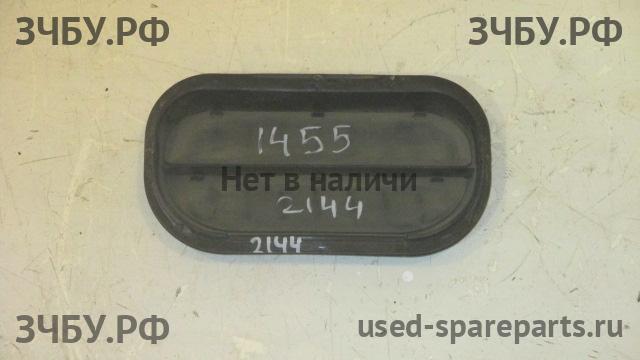 ЗЧБУ.РФ ЗЧБУ.РФ
1455
Нет в наличи
2144
2144
ЗЧБУ.РФ used-spareparts.ru